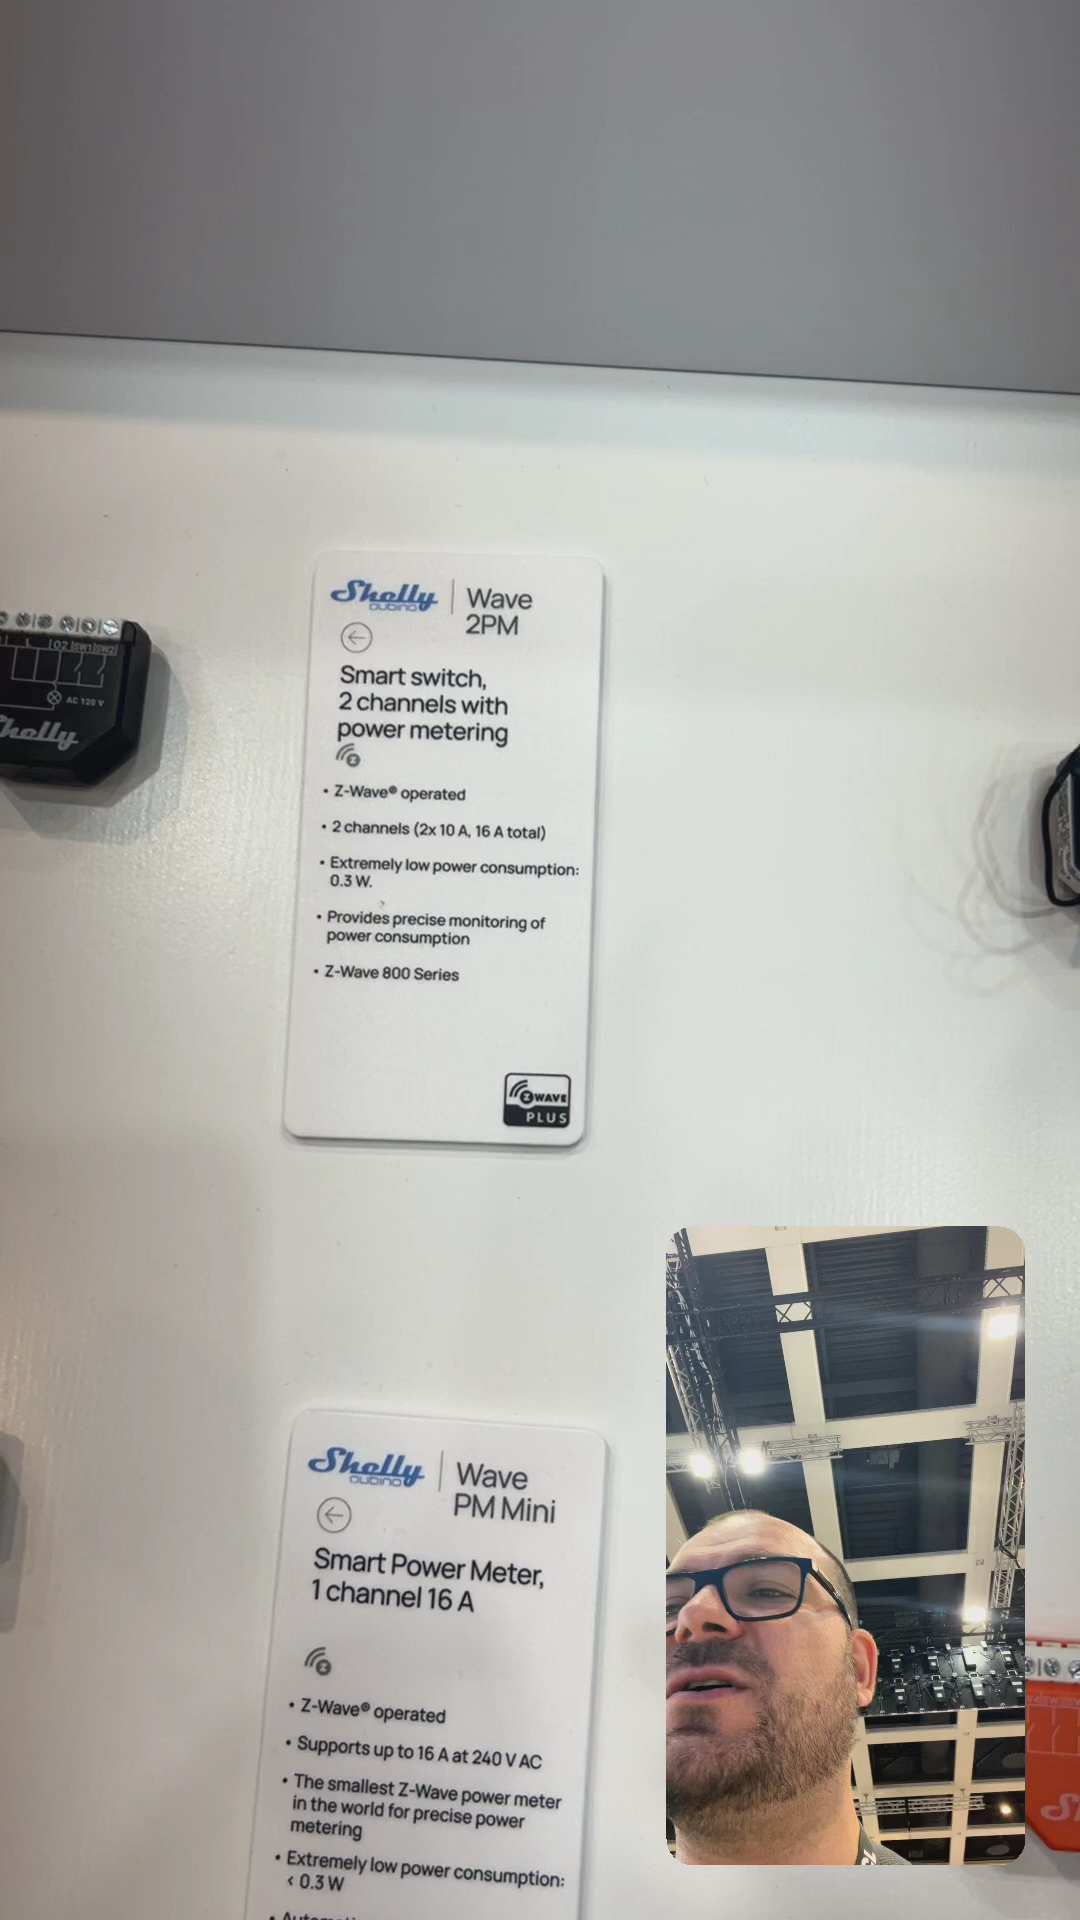 Shelly
QUBINO
Wave
2PM
Smart switch,
2 channels with
power metering
• Z-Wave® operated
• 2 channels (2x 10 A, 16 A total)
• Extremely low power consumption:
0.3 W.
• Provides precise monitoring of
power consumption
• Z-Wave 800 Series
Z WAVE
PLUS
L O2 SW1 SW2
AC 120 V
Shelly
Shelly
QUBINO
Wave
PM Mini
Smart Power Meter,
1 channel 16 A
• Z-Wave® operated
• Supports up to 16 A at 240 V AC
• The smallest Z-Wave power meter
in the world for precise power
metering
• Extremely low power consumption:
< 0.3 W